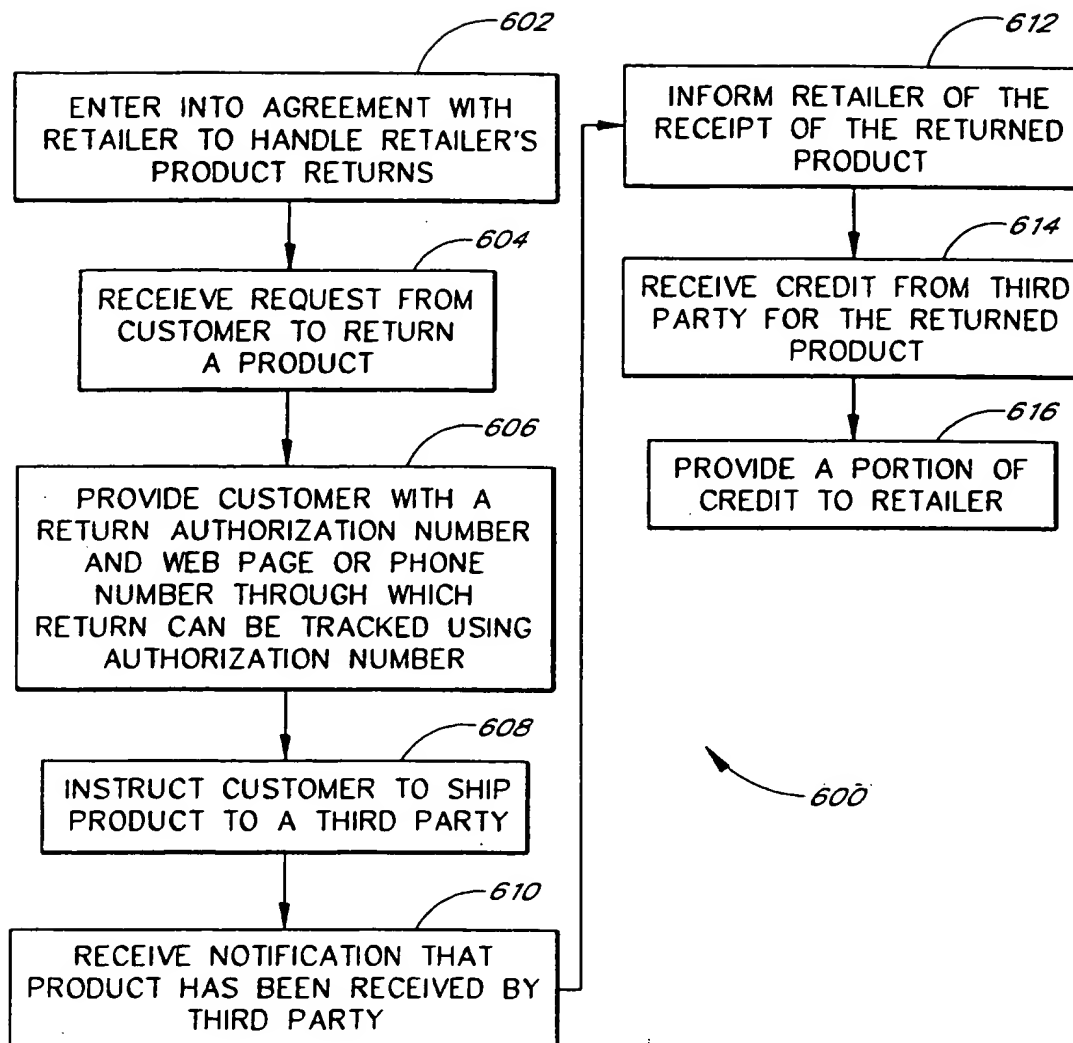 602
ENTER INTO AGREEMENT WITH
RETAILER TO HANDLE RETAILER'S
PRODUCT RETURNS
604
RECEIEVE REQUEST FROM
CUSTOMER TO RETURN
A PRODUCT
606
PROVIDE CUSTOMER WITH A
RETURN AUTHORIZATION NUMBER
AND WEB PAGE OR PHONE
NUMBER THROUGH WHICH
RETURN CAN BE TRACKED USING
AUTHORIZATION NUMBER
608
INSTRUCT CUSTOMER TO SHIP
PRODUCT TO A THIRD PARTY
610
RECEIVE NOTIFICATION THAT
PRODUCT HAS BEEN RECEIVED BY
THIRD PARTY
612
INFORM RETAILER OF THE
RECEIPT OF THE RETURNED
PRODUCT
614
RECEIVE CREDIT FROM THIRD
PARTY FOR THE RETURNED
PRODUCT
616
PROVIDE A PORTION OF
CREDIT TO RETAILER
600